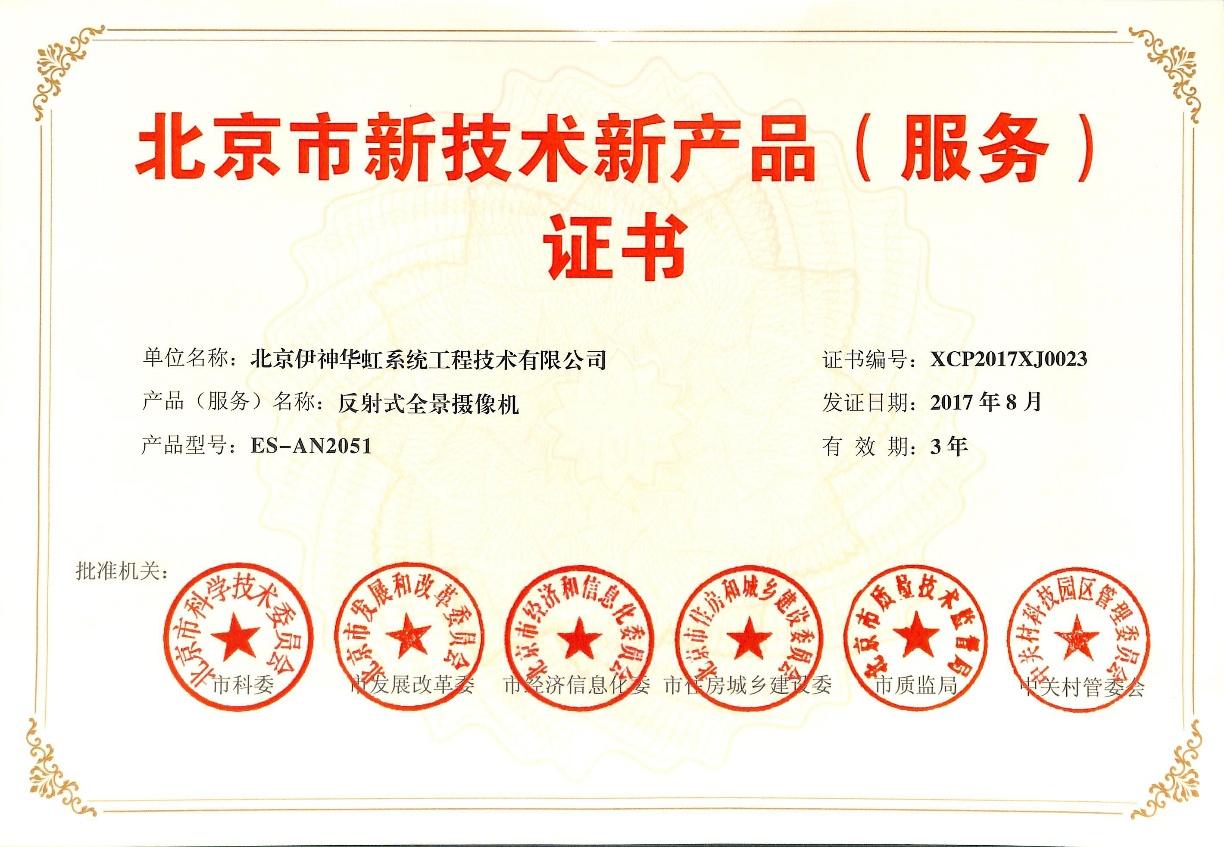 北京市新技术新产品（服务）
证书
单位名称：北京伊神华虹系统工程技术有限公司
证书编号：XCP2017XJ0023
产品（服务）名称：反射式全景摄像机
发证日期：2017年8月
产品型号：ES-AN2051
有 效 期：3年
批准机关：
北京市科学技术委员会
北京市发展和改革委员会
北京市经济和信息化委员会
北京市住房和城乡建设委员会
北京市质量技术监督局
中关村科技园区管理委员会
市科委
市发展改革委
市经济信息化委
市住房城乡建设委
市质监局
中关村管委会